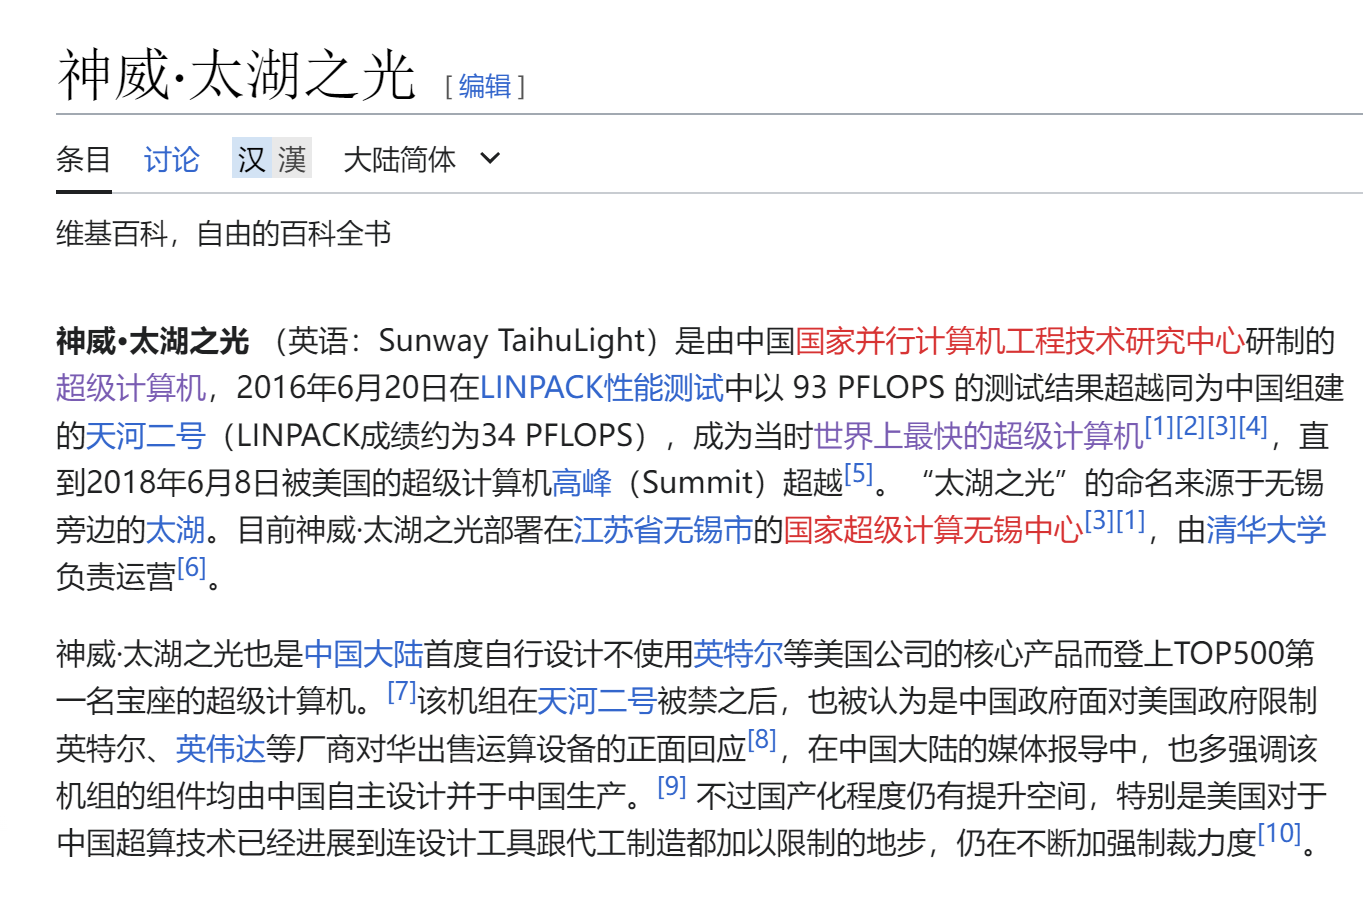 神威·太湖之光 [ 编辑 ]
条目 讨论 汉 漢 大陆简体
维基百科，自由的百科全书
神威·太湖之光 （英语：Sunway TaihuLight）是由中国国家并行计算机工程技术研究中心研制的
超级计算机，2016年6月20日在LINPACK性能测试中以 93 PFLOPS 的测试结果超越同为中国组建
的天河二号（LINPACK成绩约为34 PFLOPS），成为当时世界上最快的超级计算机[1][2][3][4]，直
到2018年6月8日被美国的超级计算机高峰（Summit）超越[5]。“太湖之光”的命名来源于无锡
旁边的太湖。目前神威·太湖之光部署在江苏省无锡市的国家超级计算无锡中心[3][1]，由清华大学
负责运营[6]。
神威·太湖之光也是中国大陆首度自行设计不使用英特尔等美国公司的核心产品而登上TOP500第
一名宝座的超级计算机。[7]该机组在天河二号被禁之后，也被认为是中国政府面对美国政府限制
英特尔、英伟达等厂商对华出售运算设备的正面回应[8]，在中国大陆的媒体报导中，也多强调该
机组的组件均由中国自主设计并于中国生产。[9] 不过国产化程度仍有提升空间，特别是美国对于
中国超算技术已经进展到连设计工具跟代工制造都加以限制的地步，仍在不断加强制裁力度[10]。